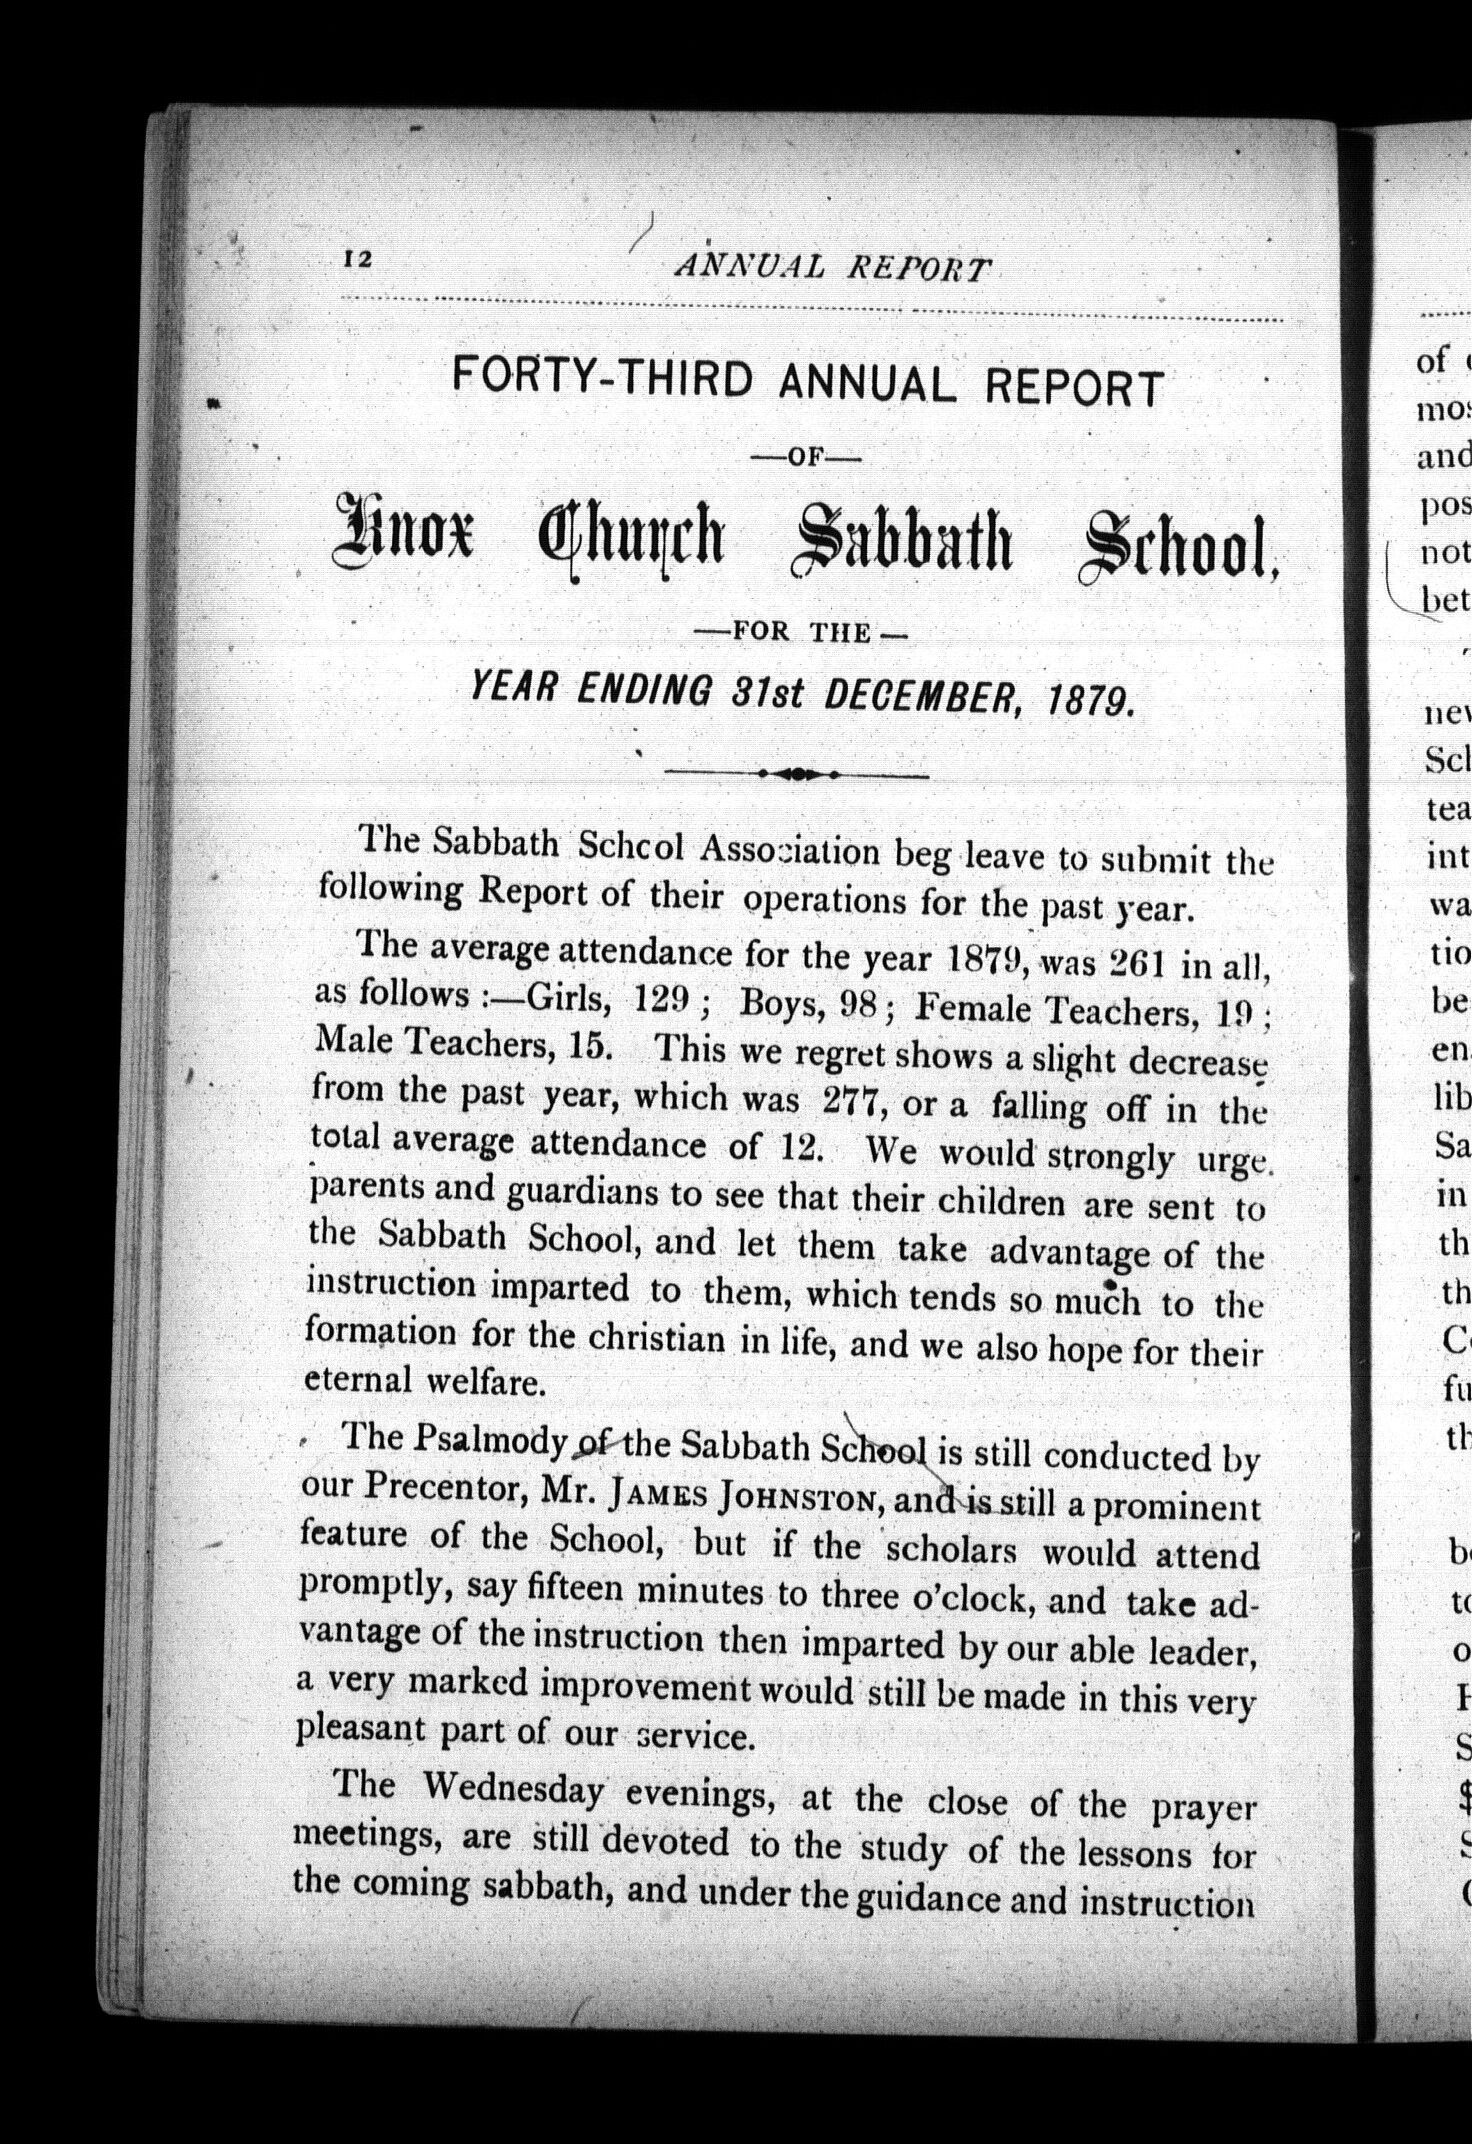 12 ANNUAL REPORT
FORTY-THIRD ANNUAL REPORT
—OF—
Knox Church Sabbath School,
—FOR THE—
YEAR ENDING 31st DECEMBER, 1879.
The Sabbath School Association beg leave to submit the
following Report of their operations for the past year.
The average attendance for the year 1879, was 261 in all,
as follows :—Girls, 129 ; Boys, 98 ; Female Teachers, 19 ;
Male Teachers, 15. This we regret shows a slight decrease
from the past year, which was 277, or a falling off in the
total average attendance of 12. We would strongly urge
parents and guardians to see that their children are sent to
the Sabbath School, and let them take advantage of the
instruction imparted to them, which tends so much to the
formation for the christian in life, and we also hope for their
eternal welfare.
The Psalmody of the Sabbath School is still conducted by
our Precentor, Mr. JAMES JOHNSTON, and is still a prominent
feature of the School, but if the scholars would attend
promptly, say fifteen minutes to three o'clock, and take ad-
vantage of the instruction then imparted by our able leader,
a very marked improvement would still be made in this very
pleasant part of our service.
The Wednesday evenings, at the close of the prayer
meetings, are still devoted to the study of the lessons for
the coming sabbath, and under the guidance and instruction
of
and
not